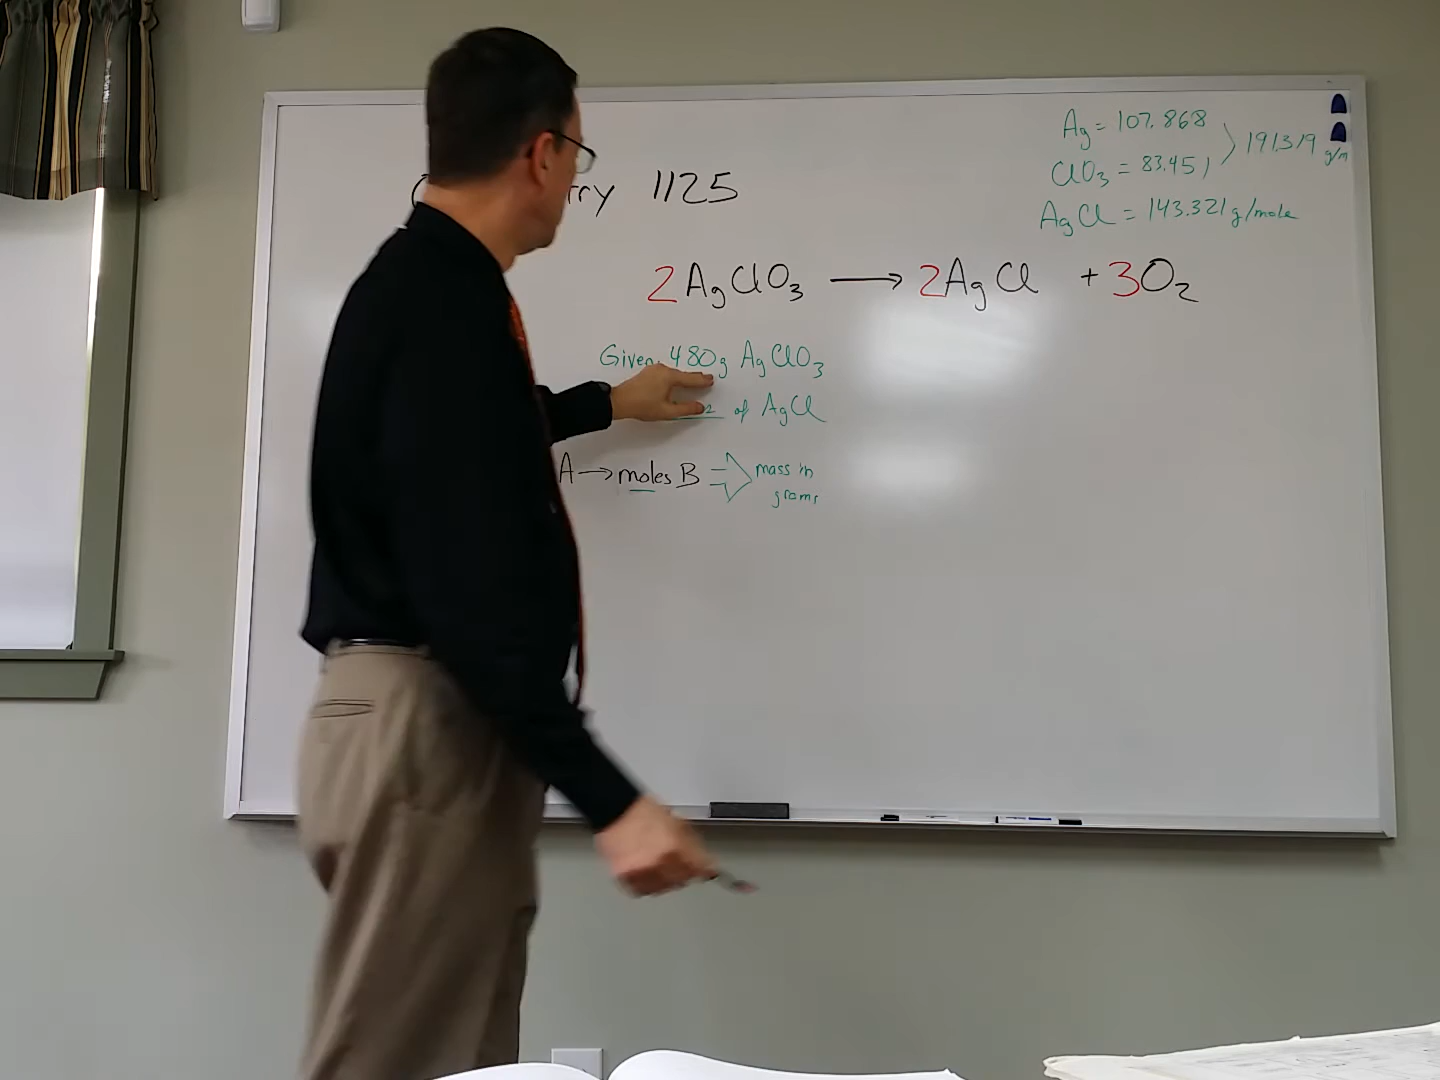 Ag = 107.868
191.319 g/m
ClO3 = 83.451
AgCl = 143.321 g/mole
1125
2AgClO3 → 2AgCl + 3O2
Given 480g AgClO3
of AgCl
A → moles B ⇒ mass in
grams